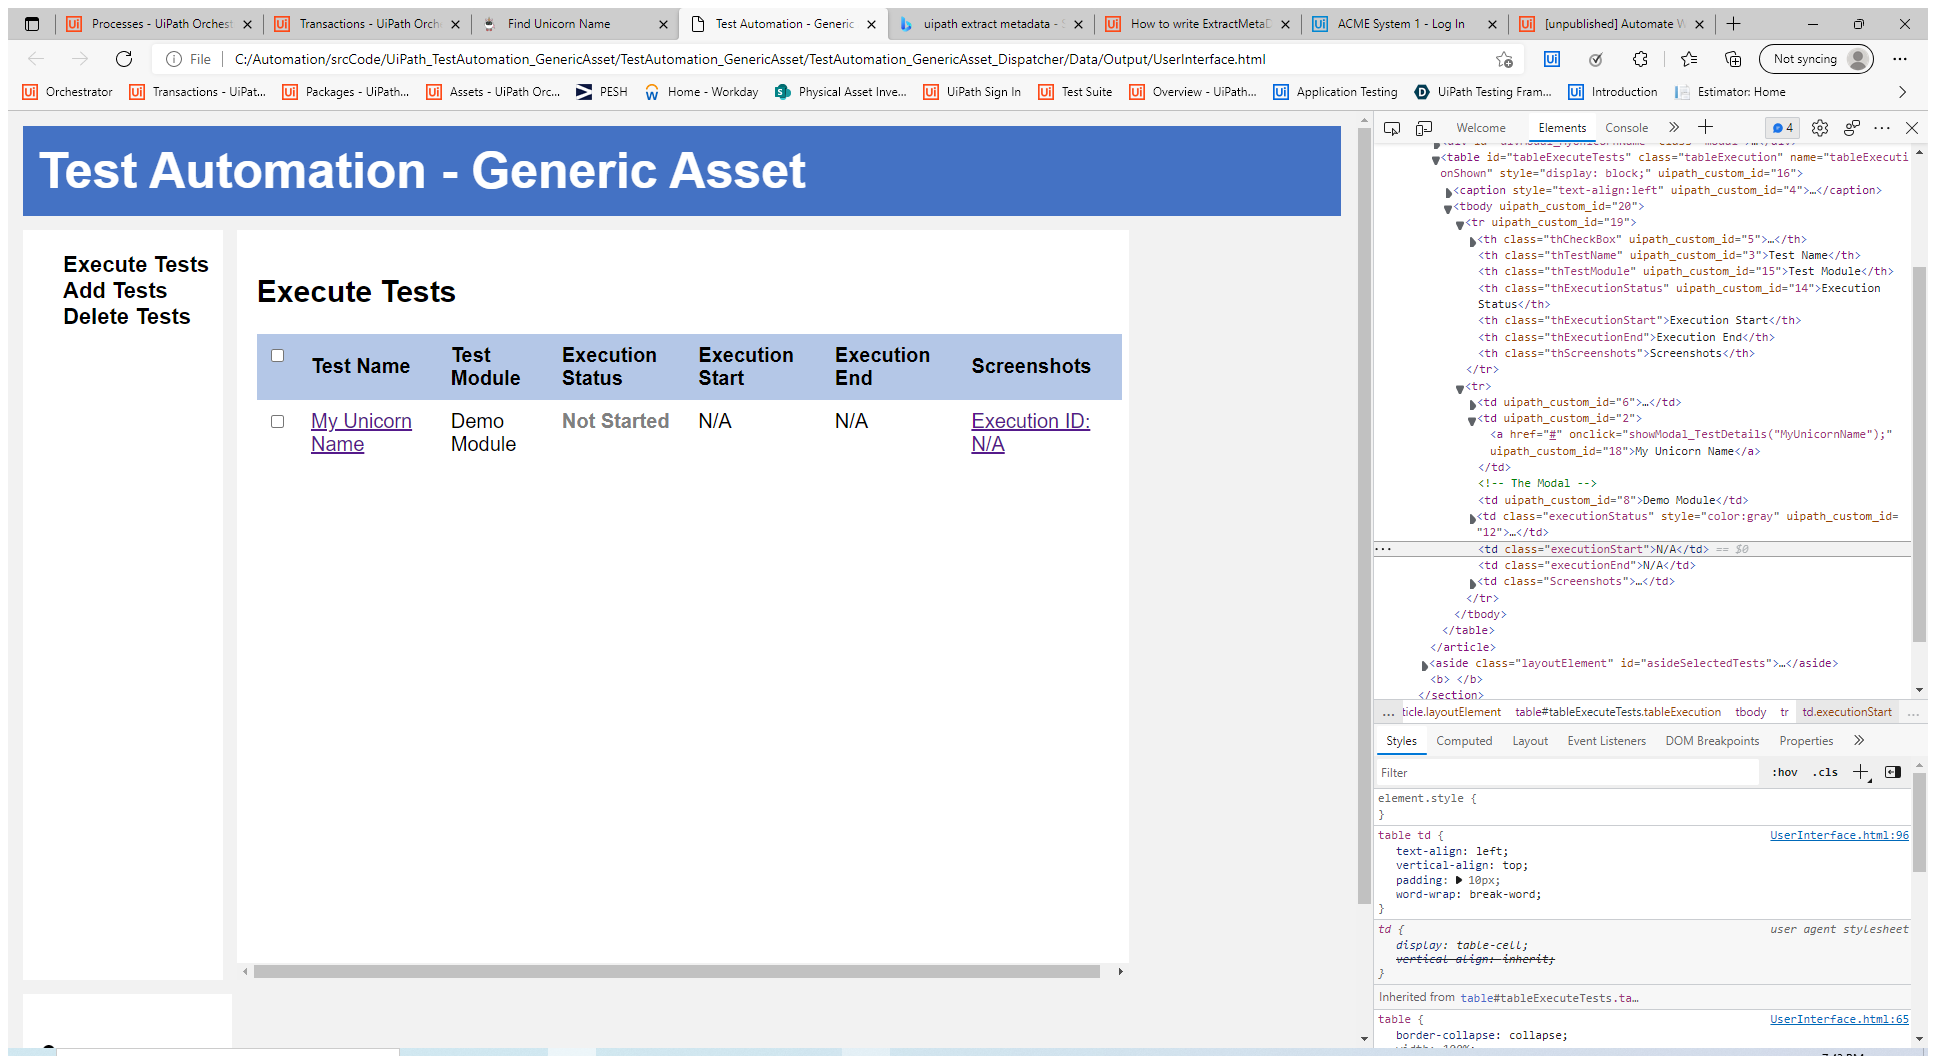 Processes - UiPath Orchest
Transactions - UiPath Orch
Find Unicorn Name
Test Automation - Generic
uipath extract metadata - S
How to write ExtractMetaD
ACME System 1 - Log In
[unpublished] Automate W
File
C:/Automation/srcCode/UiPath_TestAutomation_GenericAsset/TestAutomation_GenericAsset/TestAutomation_GenericAsset_Dispatcher/Data/Output/UserInterface.html
Not syncing
Orchestrator
Transactions - UiPat...
Packages - UiPath...
Assets - UiPath Orc...
PESH
Home - Workday
Physical Asset Inve...
UiPath Sign In
Test Suite
Overview - UiPath...
Application Testing
UiPath Testing Fram...
Introduction
Estimator: Home
Test Automation - Generic Asset
Execute Tests
Add Tests
Delete Tests
Execute Tests
Test Name
Test Module
Execution Status
Execution Start
Execution End
Screenshots
My Unicorn Name
Demo Module
Not Started
N/A
N/A
Execution ID: N/A
Welcome
Elements
Console
4
<table id="tableExecuteTests" class="tableExecution" name="tableExecuti
onShown" style="display: block;" uipath_custom_id="16">
<caption style="text-align:left" uipath_custom_id="4">…</caption>
<tbody uipath_custom_id="20">
<tr uipath_custom_id="19">
<th class="thCheckBox" uipath_custom_id="5">…</th>
<th class="thTestName" uipath_custom_id="3">Test Name</th>
<th class="thTestModule" uipath_custom_id="15">Test Module</th>
<th class="thExecutionStatus" uipath_custom_id="14">Execution
Status</th>
<th class="thExecutionStart">Execution Start</th>
<th class="thExecutionEnd">Execution End</th>
<th class="thScreenshots">Screenshots</th>
</tr>
<tr>
<td uipath_custom_id="6">…</td>
<td uipath_custom_id="2">
<a href="#" onclick="showModal_TestDetails("MyUnicornName");"
uipath_custom_id="18">My Unicorn Name</a>
</td>
<!-- The Modal -->
<td uipath_custom_id="8">Demo Module</td>
<td class="executionStatus" style="color:gray" uipath_custom_id=
"12">…</td>
<td class="executionStart">N/A</td> == $0
<td class="executionEnd">N/A</td>
<td class="Screenshots">…</td>
</tr>
</tbody>
</table>
</article>
<aside class="layoutElement" id="asideSelectedTests">…</aside>
<b> </b>
</section>
... ticle.layoutElement table#tableExecuteTests.tableExecution tbody tr td.executionStart ...
Styles
Computed
Layout
Event Listeners
DOM Breakpoints
Properties
Filter
:hov .cls
element.style {
}
table td { UserInterface.html:96
text-align: left;
vertical-align: top;
padding: 10px;
word-wrap: break-word;
}
td { user agent stylesheet
display: table-cell;
vertical-align: inherit;
}
Inherited from table#tableExecuteTests.ta…
table { UserInterface.html:65
border-collapse: collapse;